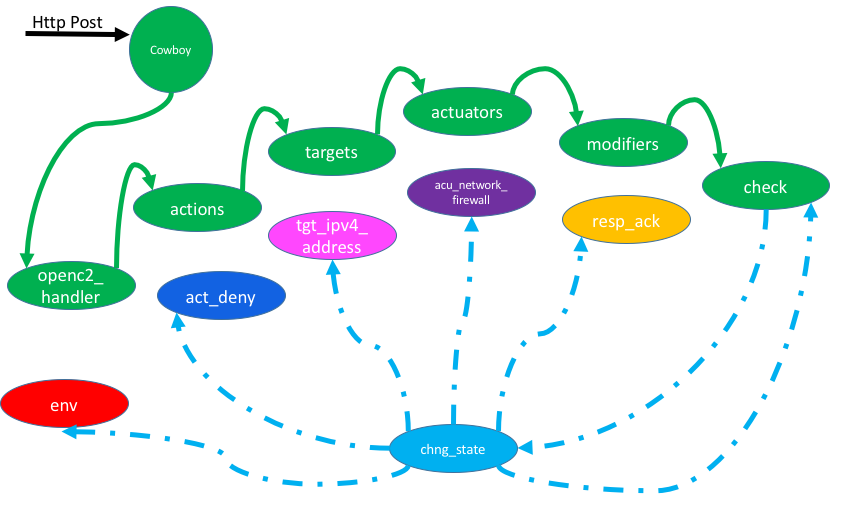 Http Post
Cowboy
actuators
modifiers
targets
check
acu_network_
firewall
actions
tgt_ipv4_
address
resp_ack
openc2_
handler
act_deny
env
chng_state